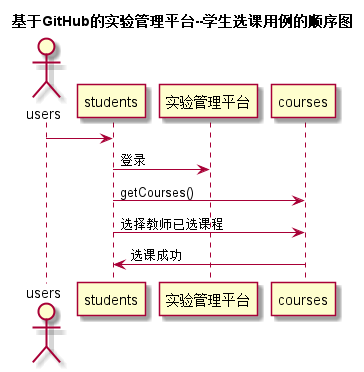 基于GitHub的实验管理平台--学生选课用例的顺序图
users
students
实验管理平台
courses
登录
getCourses()
选择教师已选课程
选课成功
users
students
实验管理平台
courses